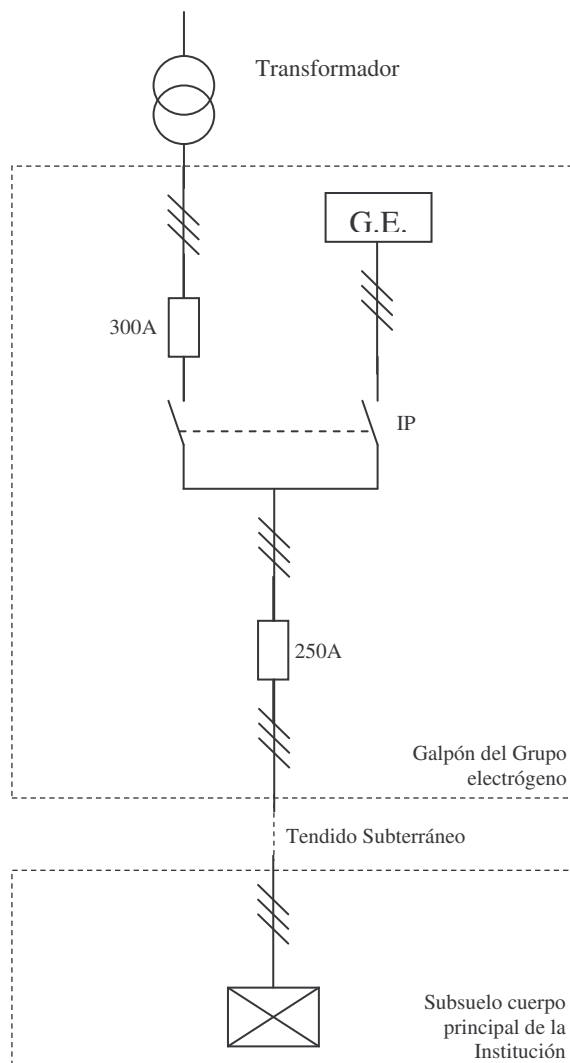 Transformador
G.E.
300A
IP
250A
Galpón del Grupo
electrógeno
Tendido Subterráneo
Subsuelo cuerpo
principal de la
Institución